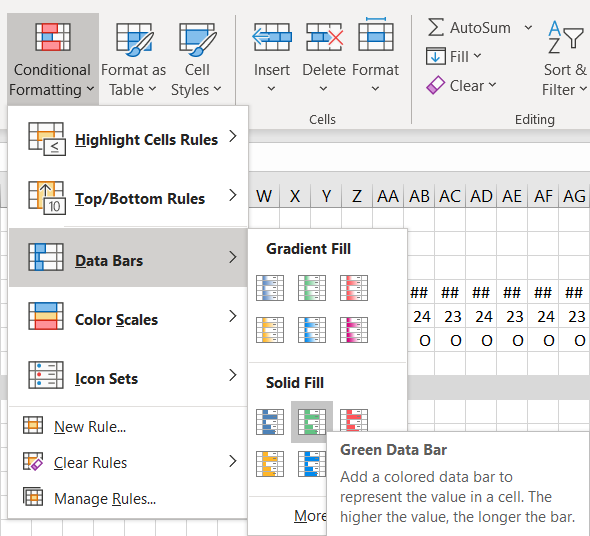 Conditional Formatting
Format as Table
Cell Styles
Insert
Delete
Format
Cells
AutoSum
Fill
Clear
Sort & Filter
Editing
Highlight Cells Rules
Top/Bottom Rules
10
Data Bars
Color Scales
Icon Sets
New Rule...
Clear Rules
Manage Rules...
W X Y Z AA AB AC AD AE AF AG
Gradient Fill
## ## ## ## ## ##
24 23 24 24 24 23
O O O O O O
Solid Fill
More
Green Data Bar
Add a colored data bar to
represent the value in a cell. The
higher the value, the longer the bar.